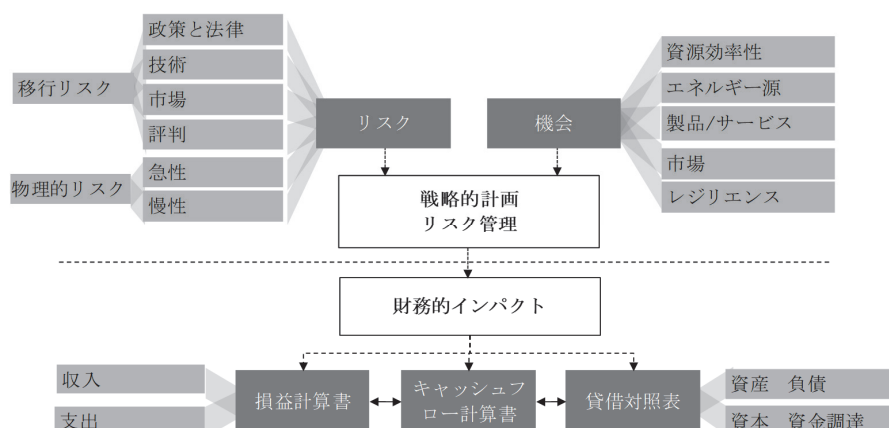 政策と法律
技術
移行リスク
市場
評判
物理的リスク
急性
慢性
リスク
機会
資源効率性
エネルギー源
製品/サービス
市場
レジリエンス
戦略的計画
リスク管理
財務的インパクト
収入
支出
損益計算書
キャッシュフ
ロー計算書
貸借対照表
資産　負債
資本　資金調達